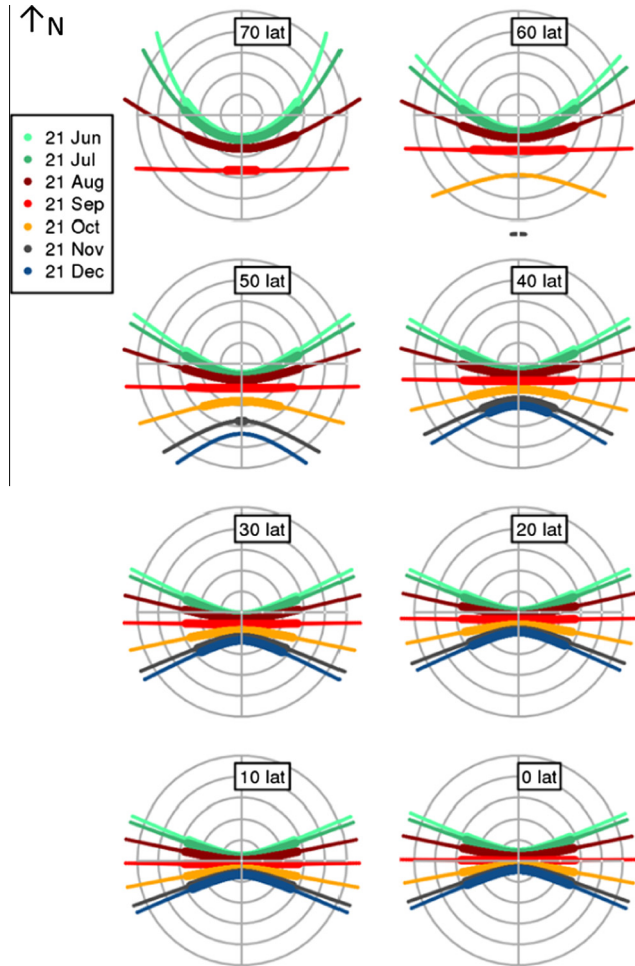 N
70 lat
60 lat
21 Jun
21 Jul
21 Aug
21 Sep
21 Oct
21 Nov
21 Dec
50 lat
40 lat
30 lat
20 lat
10 lat
0 lat